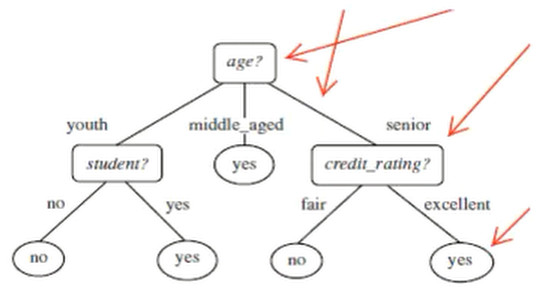 age?
youth
middle_aged
senior
student?
yes
credit_rating?
no
yes
fair
excellent
no
yes
no
yes